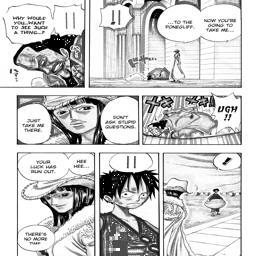 NOW YOU'RE
GOING TO
TAKE ME...
...TO THE
PONEGLIFF.
!!
WHY WOULD
YOU...WANT
TO SEE SUCH
A THING...?
UGH
!!
DON'T
ASK STUPID
QUESTIONS.
JUST
TAKE ME
THERE.
!
!!
HEE
HEE...
YOUR
LUCK HAS
RUN OUT.
THERE'S
NO MORE